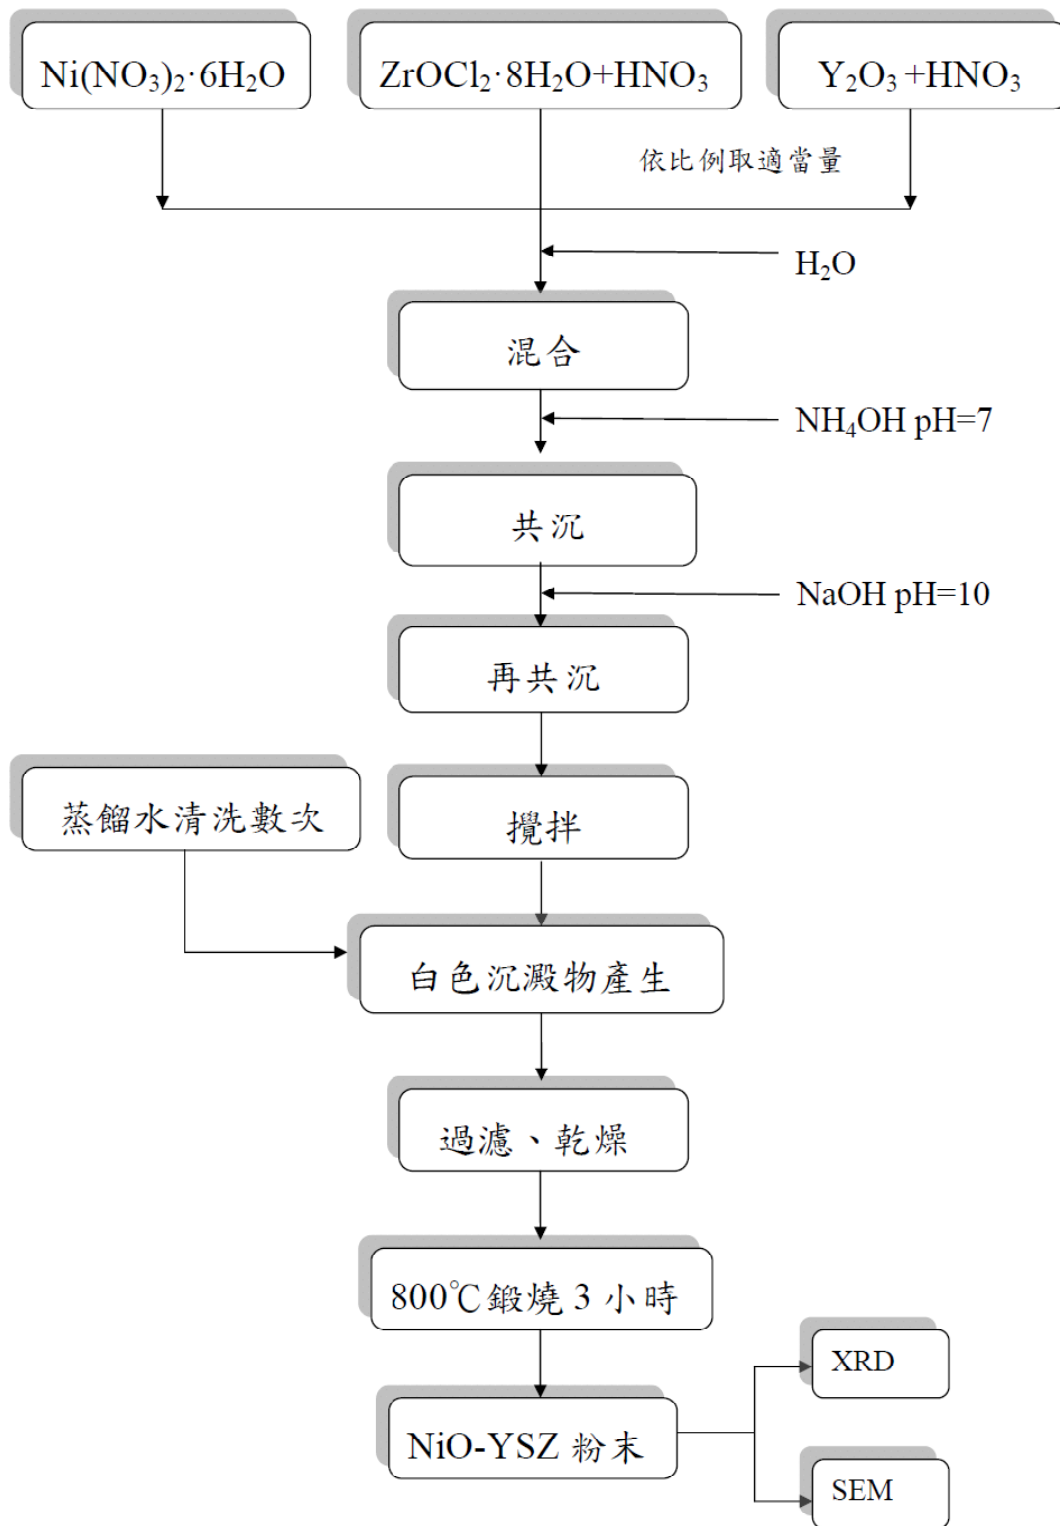 Ni(NO₃)₂·6H₂O
ZrOCl₂·8H₂O+HNO₃
Y₂O₃+HNO₃
依比例取適當量
H₂O
混合
NH₄OH pH=7
共沉
NaOH pH=10
再共沉
蒸餾水清洗數次
攪拌
白色沉澱物產生
過濾、乾燥
800℃鍛燒 3 小時
XRD
NiO-YSZ 粉末
SEM